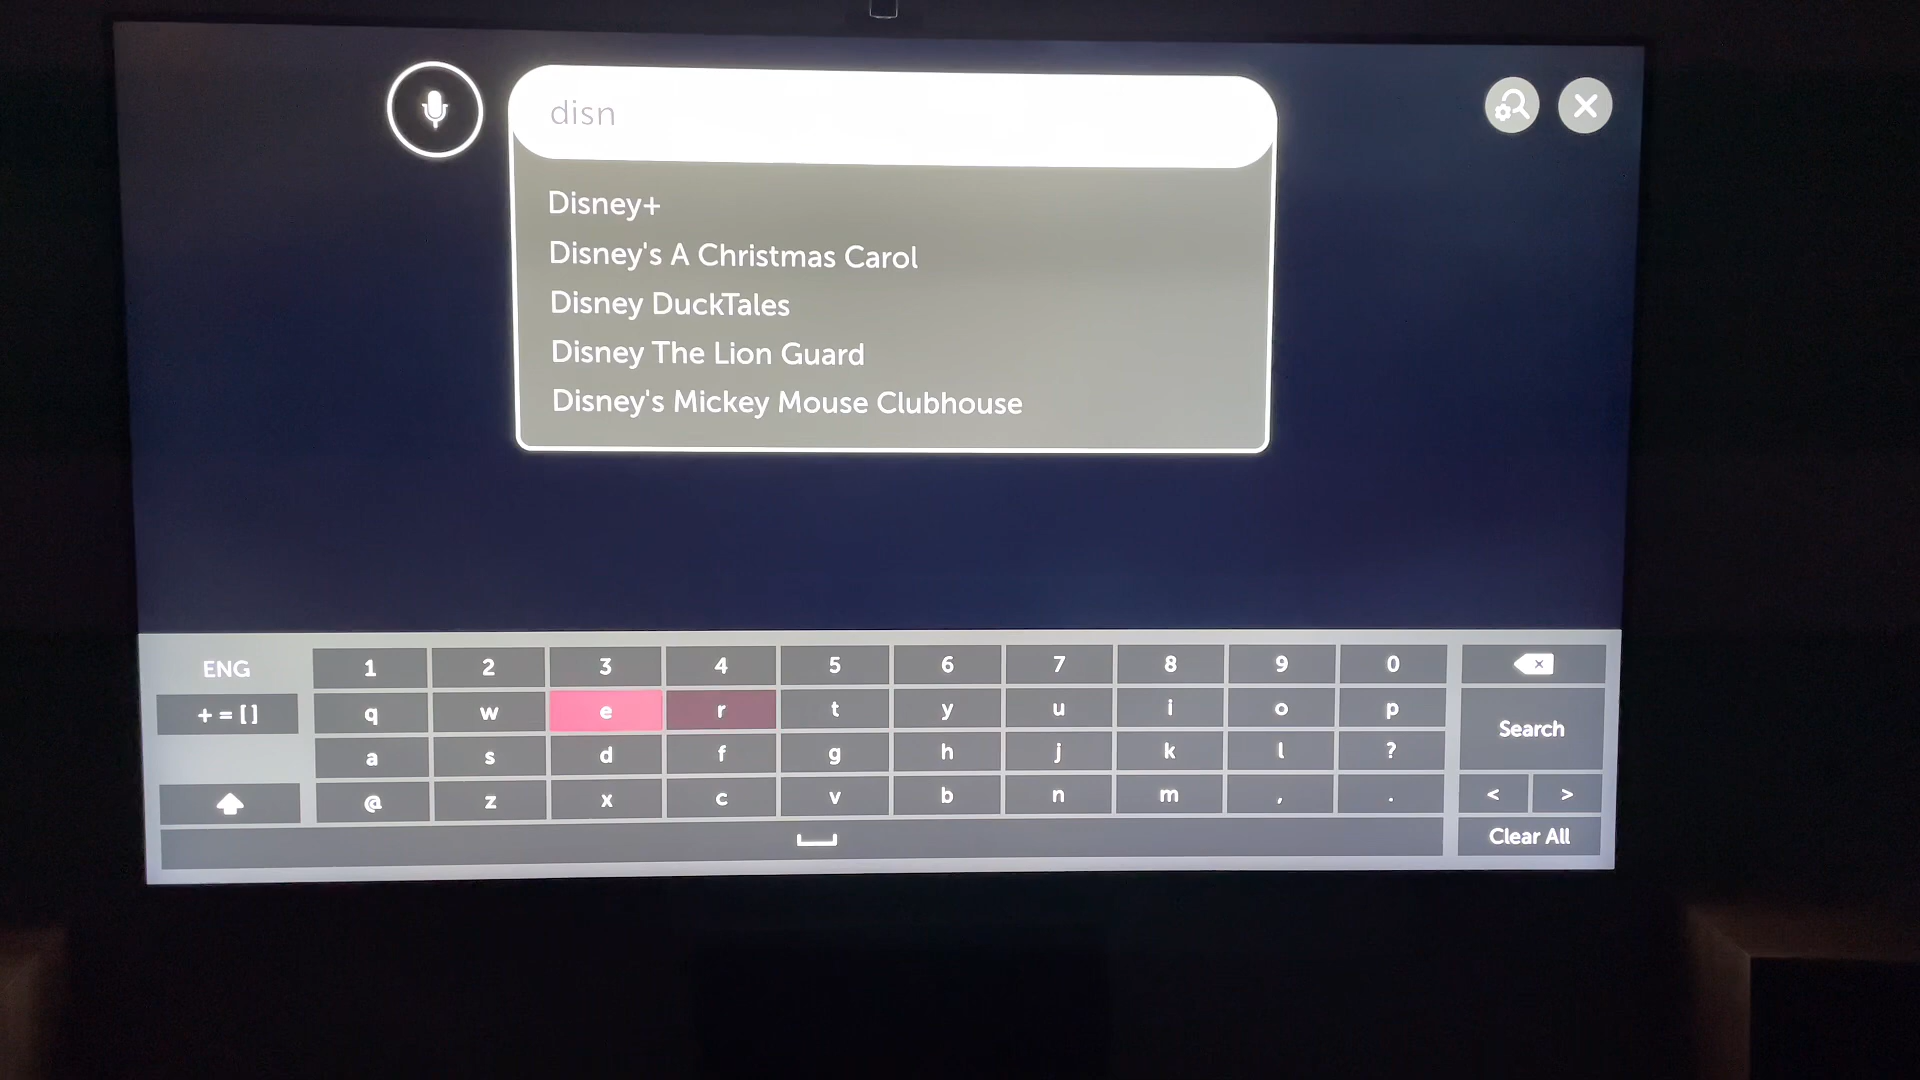 disn
Disney+
Disney's A Christmas Carol
Disney DuckTales
Disney The Lion Guard
Disney's Mickey Mouse Clubhouse
ENG 1 2 3 4 5 6 7 8 9 0
+=[] q w e r t y u i o p Search
a s d f g h j k l ?
@ z x c v b n m , . < >
Clear All